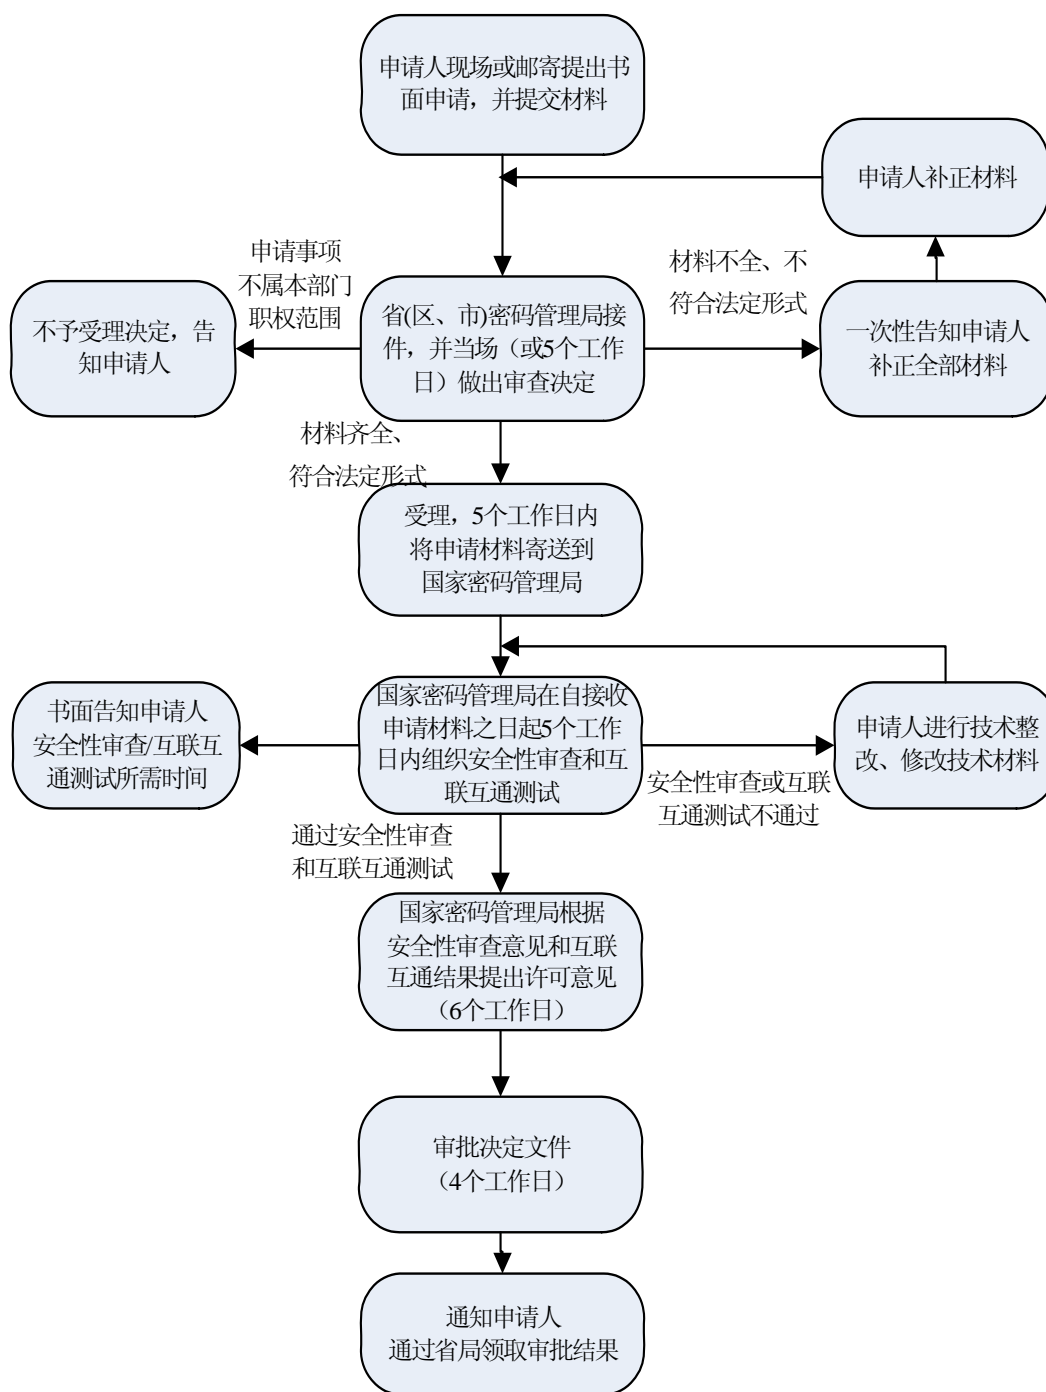 申请人现场或邮寄提出书
面申请，并提交材料
申请人补正材料
申请事项
不属本部门
职权范围
材料不全、不
符合法定形式
不予受理决定，告
知申请人
省(区、市)密码管理局接
件，并当场（或5个工作
日）做出审查决定
一次性告知申请人
补正全部材料
材料齐全、
符合法定形式
受理，5个工作日内
将申请材料寄送到
国家密码管理局
书面告知申请人
安全性审查/互联互
通测试所需时间
国家密码管理局在自接收
申请材料之日起5个工作
日内组织安全性审查和互
联互通测试
申请人进行技术整
改、修改技术材料
安全性审查或互联
互通测试不通过
通过安全性审查
和互联互通测试
国家密码管理局根据
安全性审查意见和互联
互通结果提出许可意见
（6个工作日）
审批决定文件
（4个工作日）
通知申请人
通过省局领取审批结果